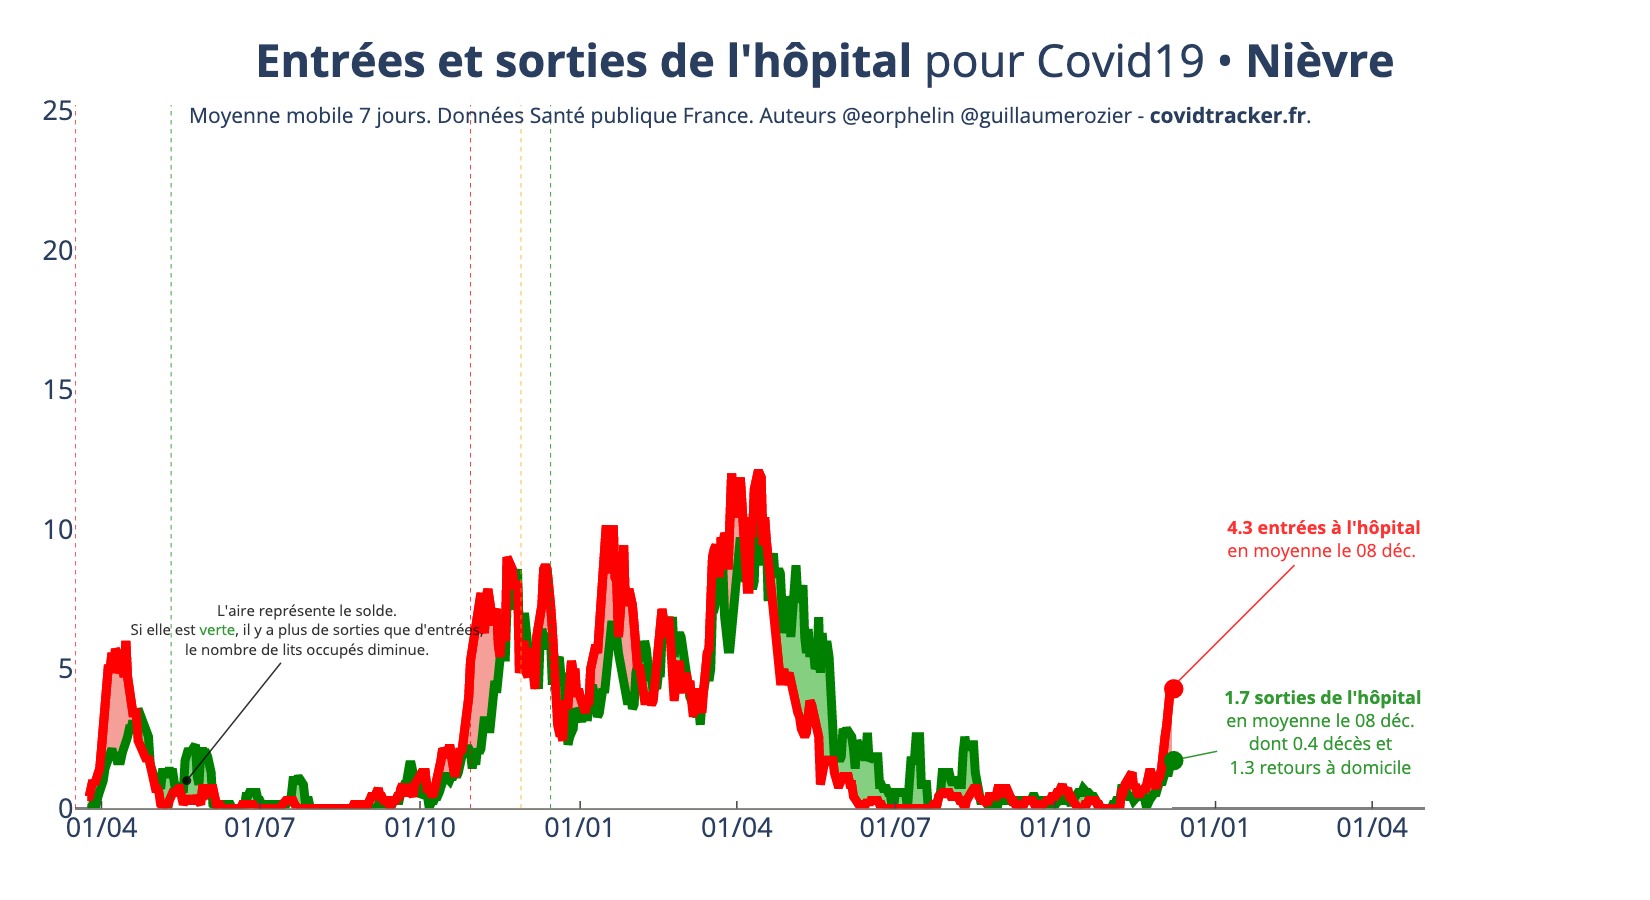 Entrées et sorties de l'hôpital pour Covid19 • Nièvre
Moyenne mobile 7 jours. Données Santé publique France. Auteurs @eorphelin @guillaumerozier - covidtracker.fr.
25
20
15
10
5
0
L'aire représente le solde.
Si elle est verte, il y a plus de sorties que d'entrées,
le nombre de lits occupés diminue.
4.3 entrées à l'hôpital
en moyenne le 08 déc.
1.7 sorties de l'hôpital
en moyenne le 08 déc.
dont 0.4 décès et
1.3 retours à domicile
01/04 01/07 01/10 01/01 01/04 01/07 01/10 01/01 01/04